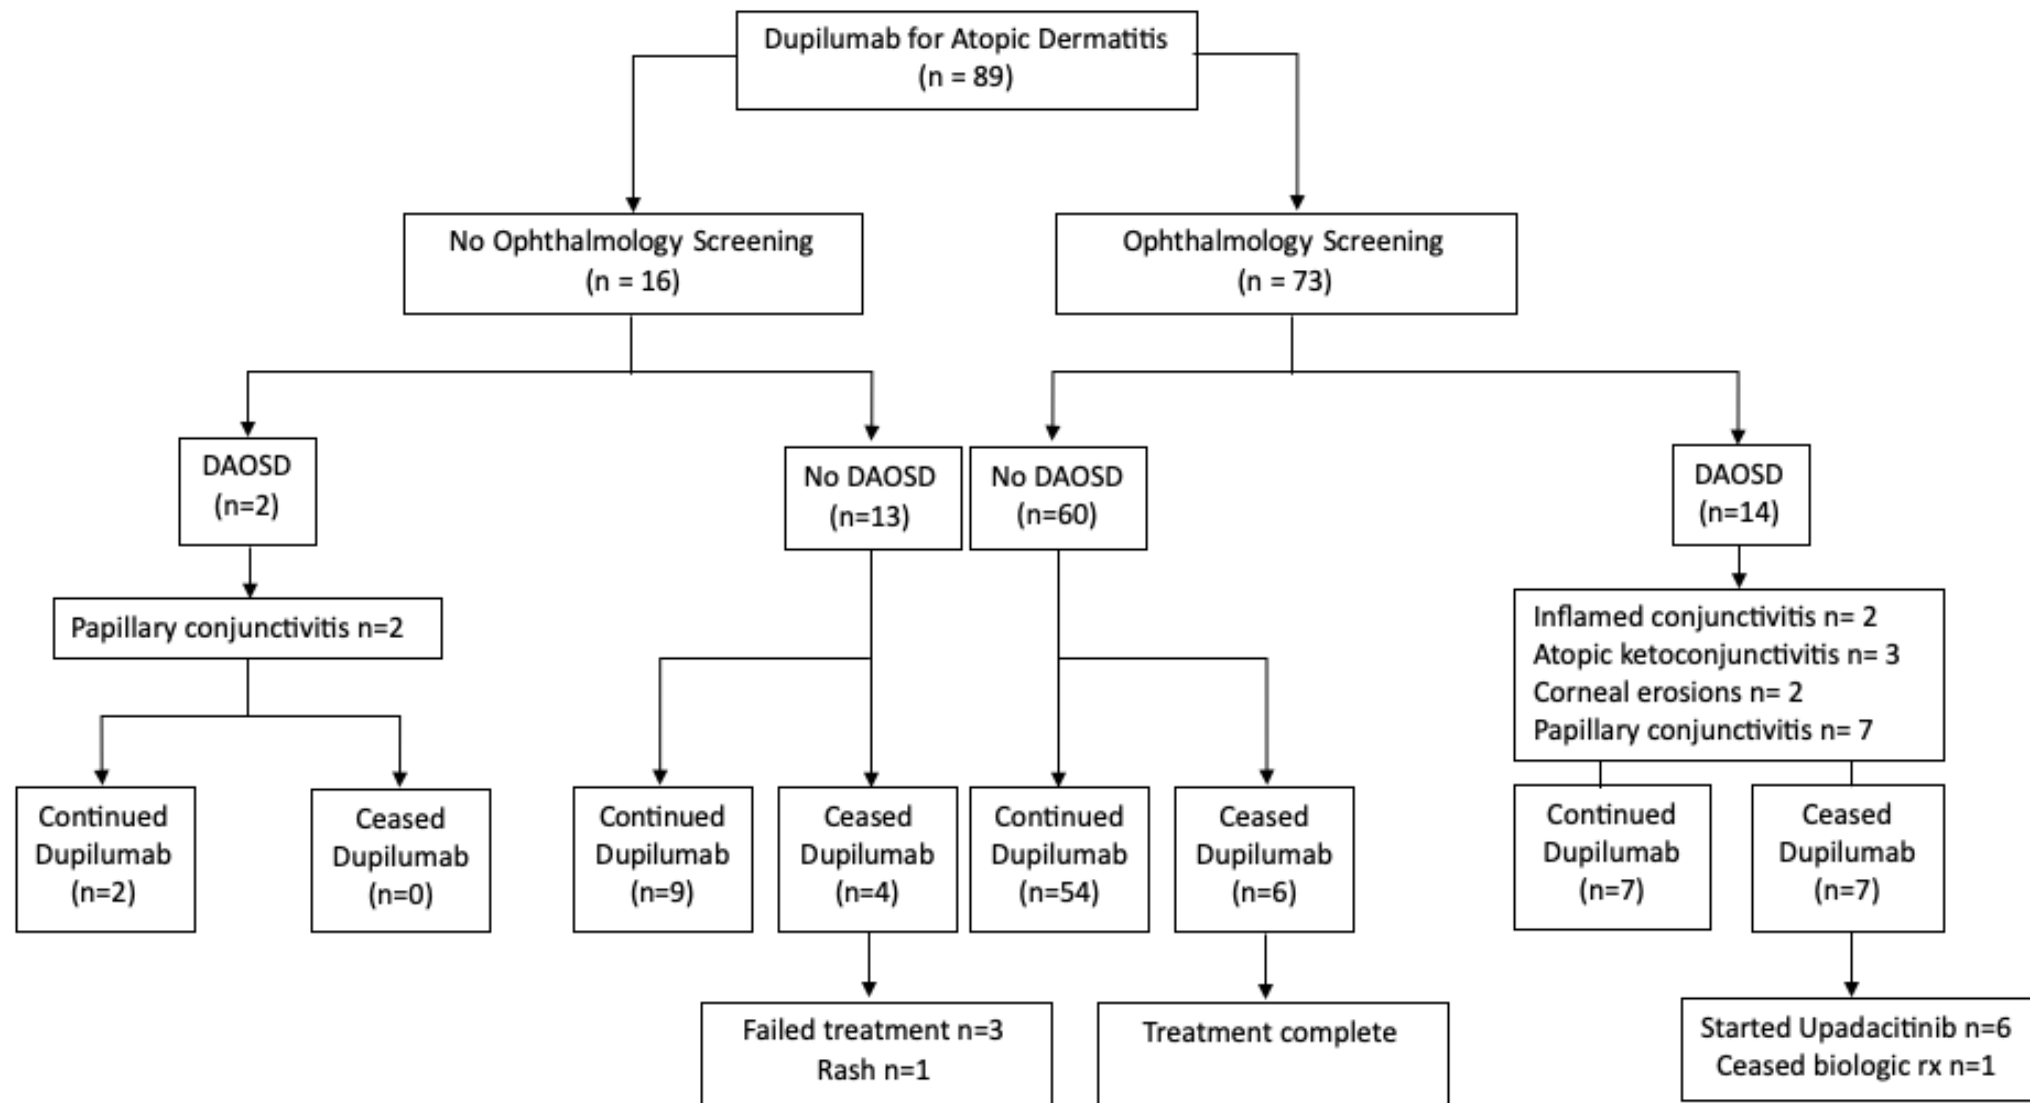 Dupilumab for Atopic Dermatitis
(n = 89)
No Ophthalmology Screening
(n = 16)
Ophthalmology Screening
(n = 73)
DAOSD
(n=2)
No DAOSD
(n=13)
No DAOSD
(n=60)
DAOSD
(n=14)
Papillary conjunctivitis n=2
Inflamed conjunctivitis n= 2
Atopic ketoconjunctivitis n= 3
Corneal erosions n= 2
Papillary conjunctivitis n= 7
Continued
Dupilumab
(n=2)
Ceased
Dupilumab
(n=0)
Continued
Dupilumab
(n=9)
Ceased
Dupilumab
(n=4)
Continued
Dupilumab
(n=54)
Ceased
Dupilumab
(n=6)
Continued
Dupilumab
(n=7)
Ceased
Dupilumab
(n=7)
Failed treatment n=3
Rash n=1
Treatment complete
Started Upadacitinib n=6
Ceased biologic rx n=1